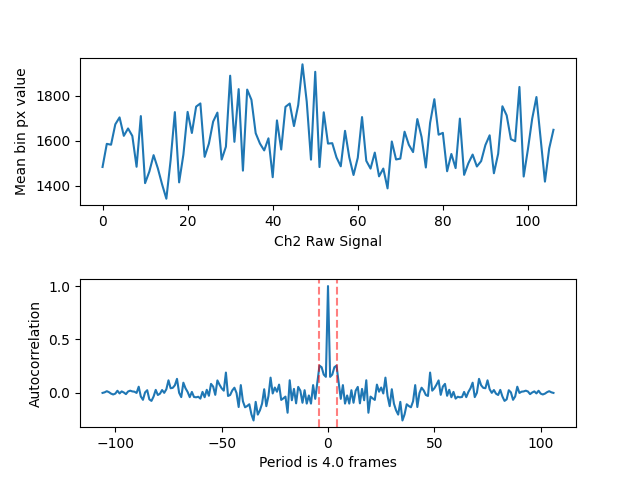 Mean bin px value
1800
1600
1400
0 20 40 60 80 100
Ch2 Raw Signal
Autocorrelation
1.0
0.5
0.0
−100 −50 0 50 100
Period is 4.0 frames